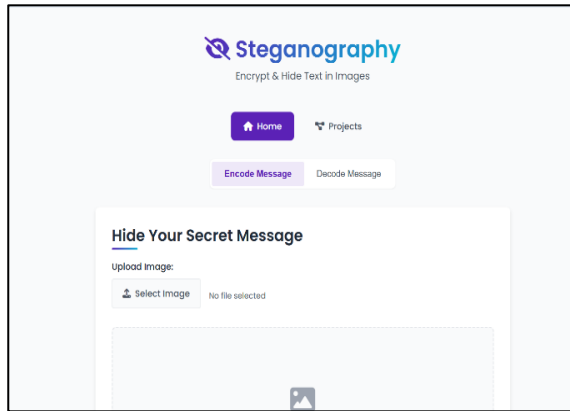 Steganography
Encrypt & Hide Text in Images
Home Projects
Encode Message Decode Message
Hide Your Secret Message
Upload Image:
Select Image No file selected